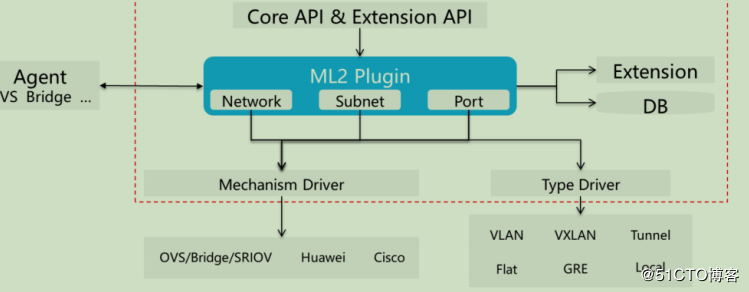 Core API & Extension API
Agent
VS Bridge ...
ML2 Plugin
Network
Subnet
Port
Extension
DB
Mechanism Driver
Type Driver
OVS/Bridge/SRIOV
Huawei
Cisco
VLAN
VXLAN
Tunnel
Flat
GRE
Local
@51CTO博客